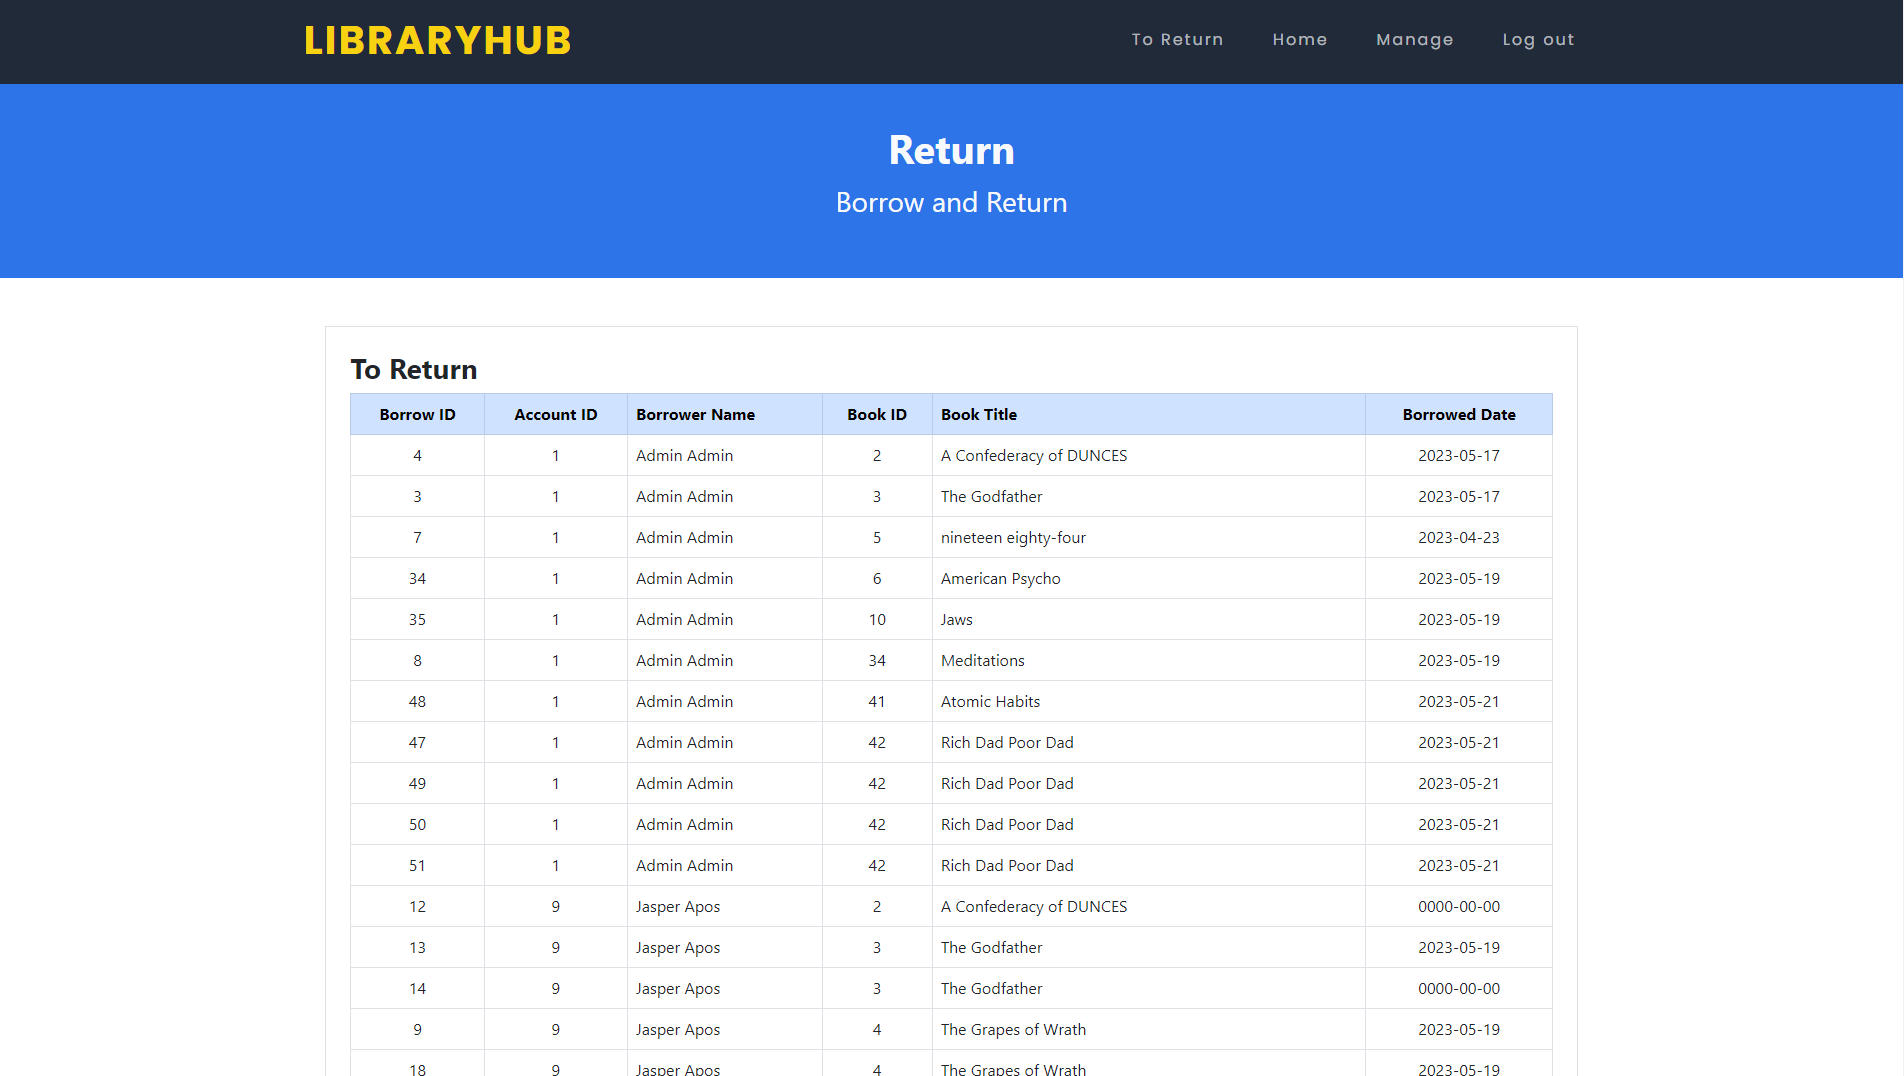 LIBRARYHUB To Return Home Manage Log out
Return
Borrow and Return
To Return
Borrow ID Account ID Borrower Name Book ID Book Title Borrowed Date
4 1 Admin Admin 2 A Confederacy of DUNCES 2023-05-17
3 1 Admin Admin 3 The Godfather 2023-05-17
7 1 Admin Admin 5 nineteen eighty-four 2023-04-23
34 1 Admin Admin 6 American Psycho 2023-05-19
35 1 Admin Admin 10 Jaws 2023-05-19
8 1 Admin Admin 34 Meditations 2023-05-19
48 1 Admin Admin 41 Atomic Habits 2023-05-21
47 1 Admin Admin 42 Rich Dad Poor Dad 2023-05-21
49 1 Admin Admin 42 Rich Dad Poor Dad 2023-05-21
50 1 Admin Admin 42 Rich Dad Poor Dad 2023-05-21
51 1 Admin Admin 42 Rich Dad Poor Dad 2023-05-21
12 9 Jasper Apos 2 A Confederacy of DUNCES 0000-00-00
13 9 Jasper Apos 3 The Godfather 2023-05-19
14 9 Jasper Apos 3 The Godfather 0000-00-00
9 9 Jasper Apos 4 The Grapes of Wrath 2023-05-19
18 9 Jasper Apos 4 The Grapes of Wrath 2023-05-19